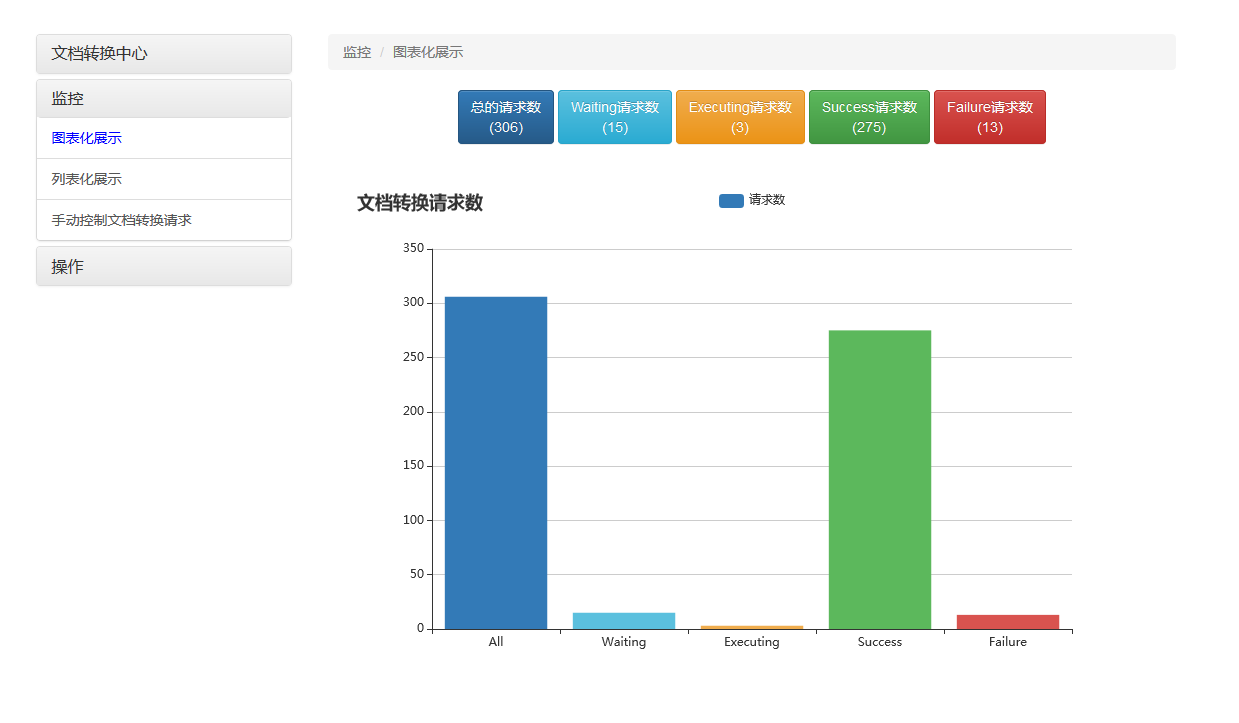 文档转换中心
监控
图表化展示
列表化展示
手动控制文档转换请求
操作
监控 / 图表化展示
总的请求数
(306)
Waiting请求数
(15)
Executing请求数
(3)
Success请求数
(275)
Failure请求数
(13)
文档转换请求数
请求数
350
300
250
200
150
100
50
0
All
Waiting
Executing
Success
Failure